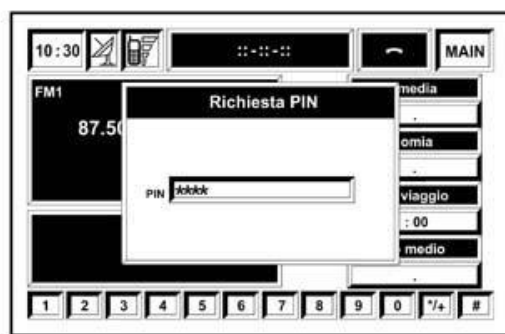 10:30
::-::-::
MAIN
FM1
87.50
Richiesta PIN
PIN ****
media
.
omia
.
viaggio
: 00
medio
.
1 2 3 4 5 6 7 8 9 0 */+ #